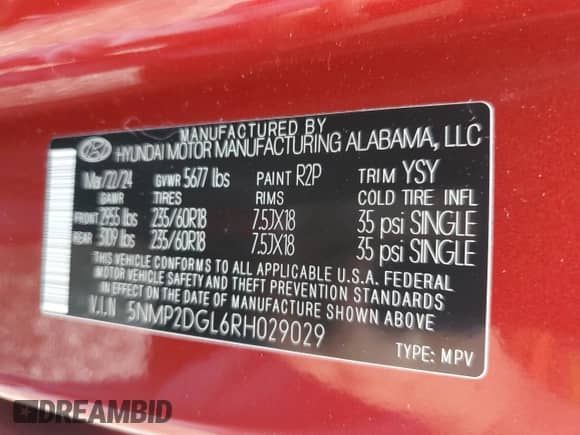 MANUFACTURED BY
HYUNDAI MOTOR MANUFACTURING ALABAMA, LLC
Mar/22/24 GVWR 5677 lbs PAINT R2P TRIM YSY
GAWR TIRES RIMS COLD TIRE INFL
FRONT 2955 lbs 235/60R18 7.5JX18 35 psi SINGLE
REAR 3109 lbs 235/60R18 7.5JX18 35 psi SINGLE
THIS VEHICLE CONFORMS TO ALL APPLICABLE U.S.A. FEDERAL
MOTOR VEHICLE SAFETY AND THEFT PREVENTION STANDARDS
IN EFFECT ON THE DATE OF MANUFACTURE SHOWN ABOVE.
V.I.N 5NMP2DGL6RH029029
TYPE: MPV
DREAMBID